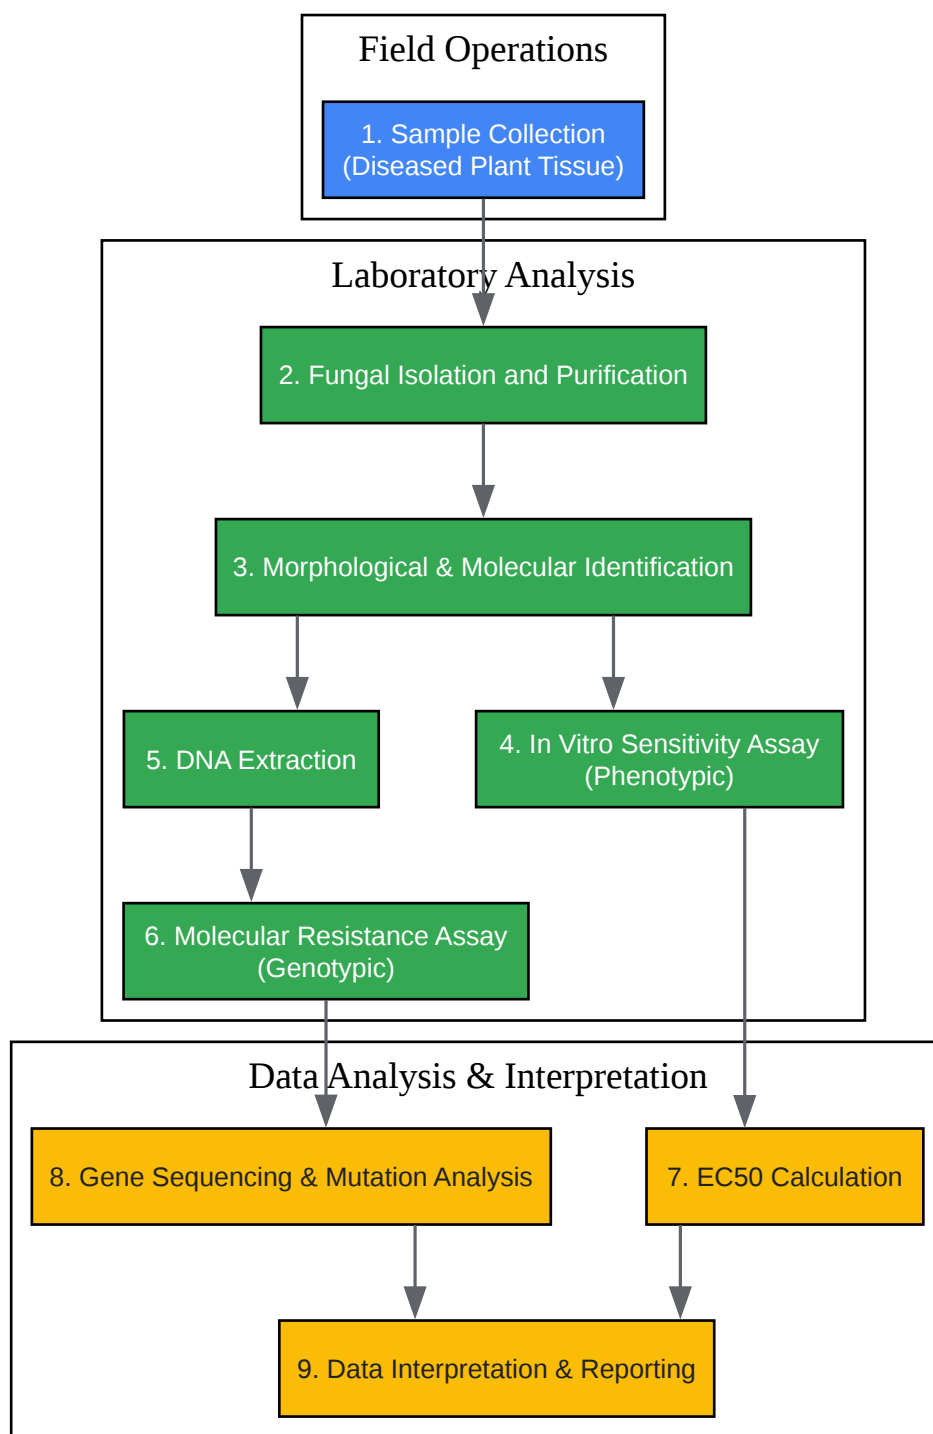 Field Operations
1. Sample Collection
(Diseased Plant Tissue)
Laboratory Analysis
2. Fungal Isolation and Purification
3. Morphological & Molecular Identification
5. DNA Extraction
4. In Vitro Sensitivity Assay
(Phenotypic)
6. Molecular Resistance Assay
(Genotypic)
Data Analysis & Interpretation
8. Gene Sequencing & Mutation Analysis
7. EC50 Calculation
9. Data Interpretation & Reporting